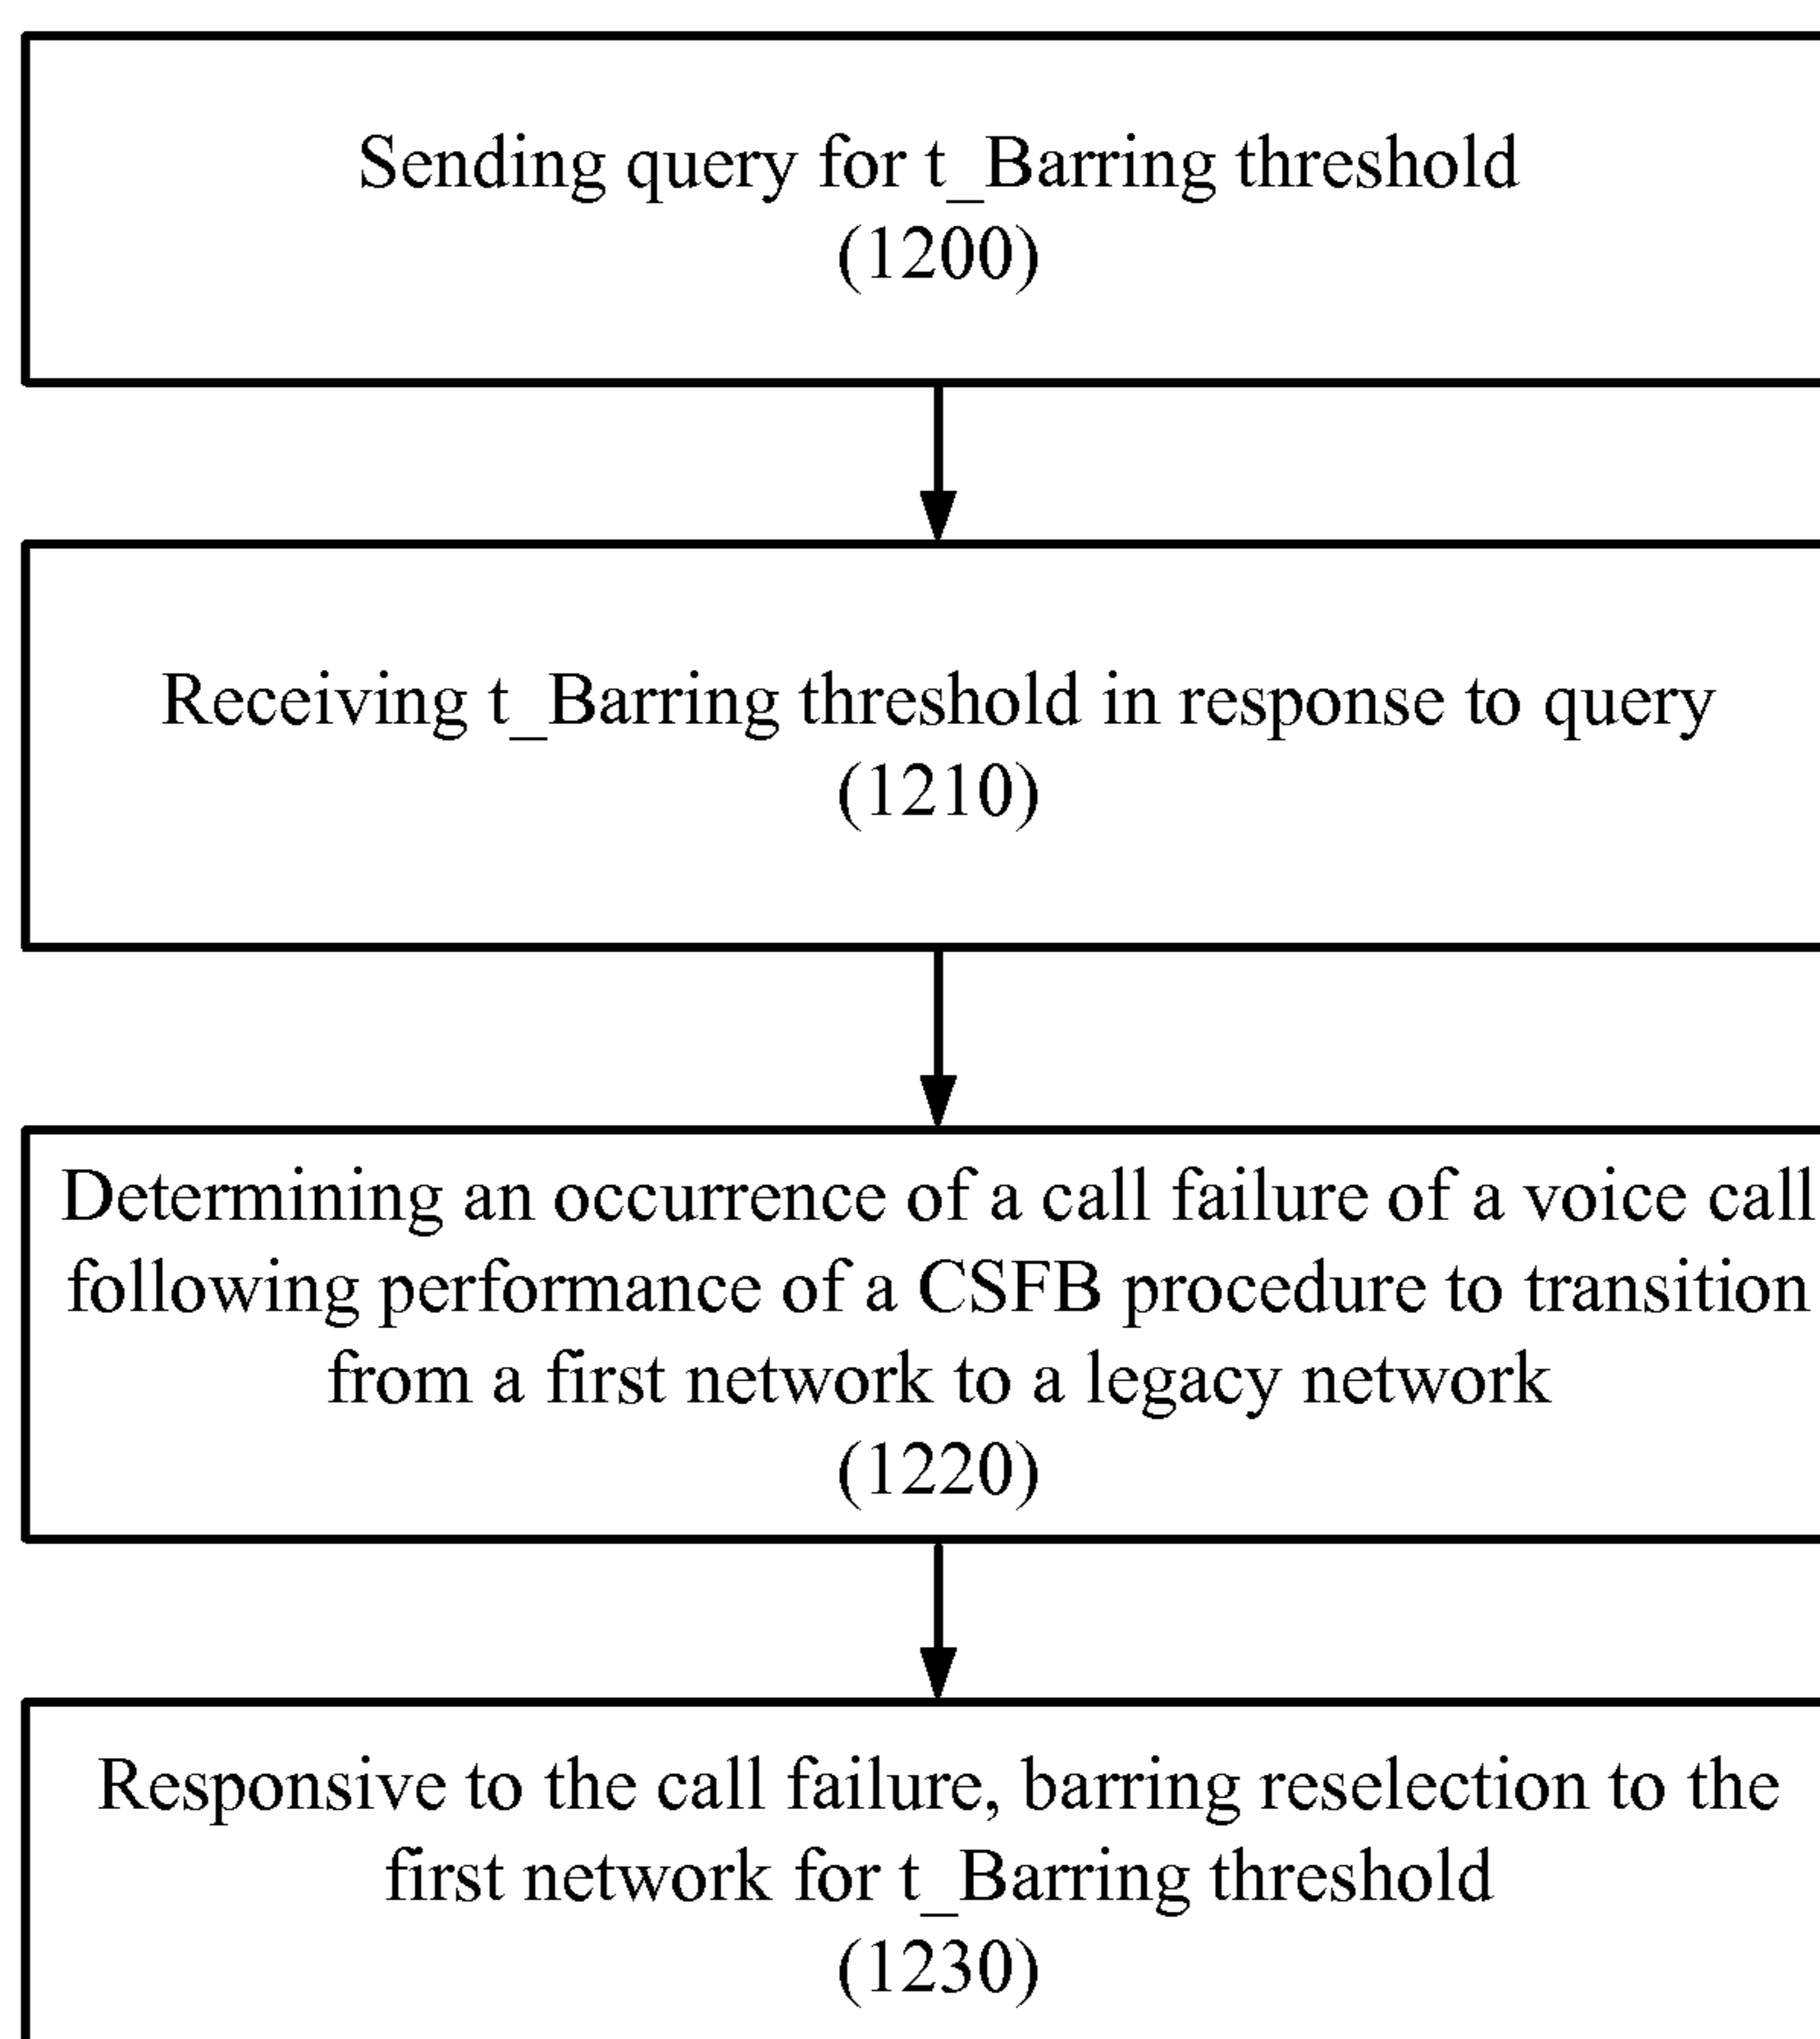 Sending query for t_Barring threshold
(1200)
Receiving t_Barring threshold in response to query
(1210)
Determining an occurrence of a call failure of a voice call
following performance of a CSFB procedure to transition
from a first network to a legacy network
(1220)
Responsive to the call failure, barring reselection to the
first network for t_Barring threshold
(1230)